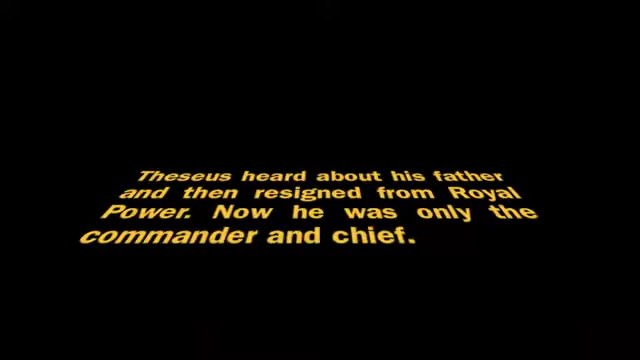 Theseus heard about his father
and then resigned from Royal
Power. Now he was only the
commander and chief.